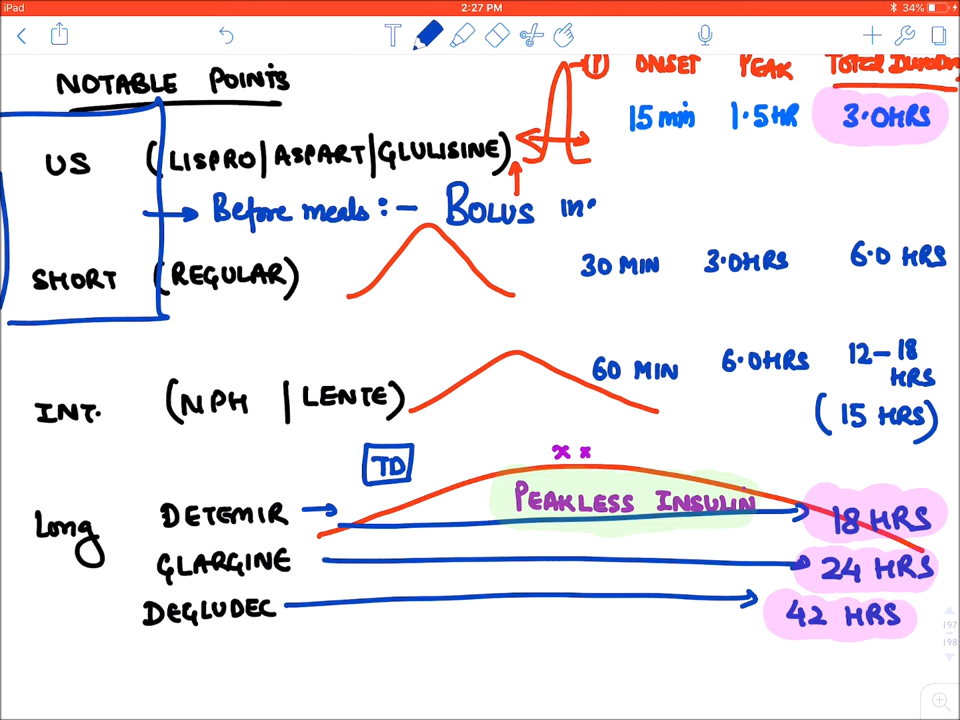 iPad 2:27 PM 34%
T
NOTABLE POINTS
P ONSET PEAK TOTAL
15 min 1.5 HR 3.0 HRS
US (LISPRO|ASPART|GLULISINE)
Before meals :- BOLUS in
SHORT (REGULAR) 30 MIN 3.0 HRS 6.0 HRS
INT. (NPH | LENTE) 60 MIN 6.0 HRS 12-18 HRS
(15 HRS)
TD x x
PEAKLESS INSULIN
Long DETEMIR 18 HRS
GLARGINE 24 HRS
DEGLUDEC 42 HRS
197
198